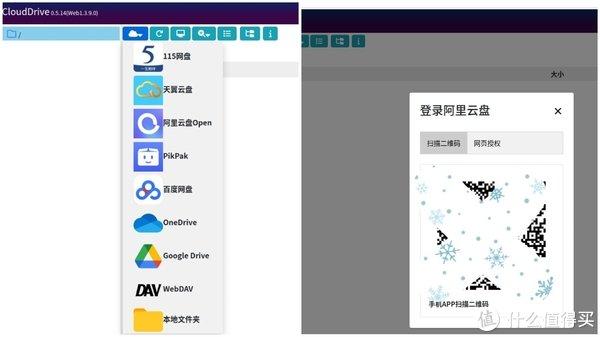 CloudDrive 0.5.14(Web1.3.9.0)
/
115网盘
天翼云盘
阿里云盘Open
PikPak
百度网盘
OneDrive
Google Drive
DAV WebDAV
本地文件夹
大小
登录阿里云盘 ×
扫描二维码 网页授权
手机APP扫描二维码
值 什么值得买